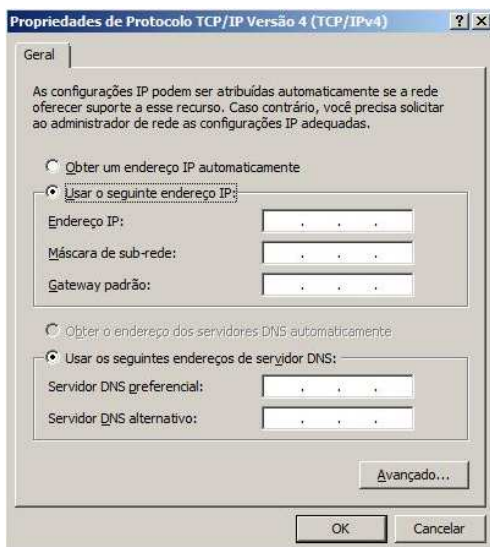 Propriedades de Protocolo TCP/IP Versão 4 (TCP/IPv4)
Geral
As configurações IP podem ser atribuídas automaticamente se a rede
oferecer suporte a esse recurso. Caso contrário, você precisa solicitar
ao administrador de rede as configurações IP adequadas.
Obter um endereço IP automaticamente
Usar o seguinte endereço IP:
Endereço IP:
Máscara de sub-rede:
Gateway padrão:
Obter o endereço dos servidores DNS automaticamente
Usar os seguintes endereços de servidor DNS:
Servidor DNS preferencial:
Servidor DNS alternativo:
Avançado...
OK Cancelar